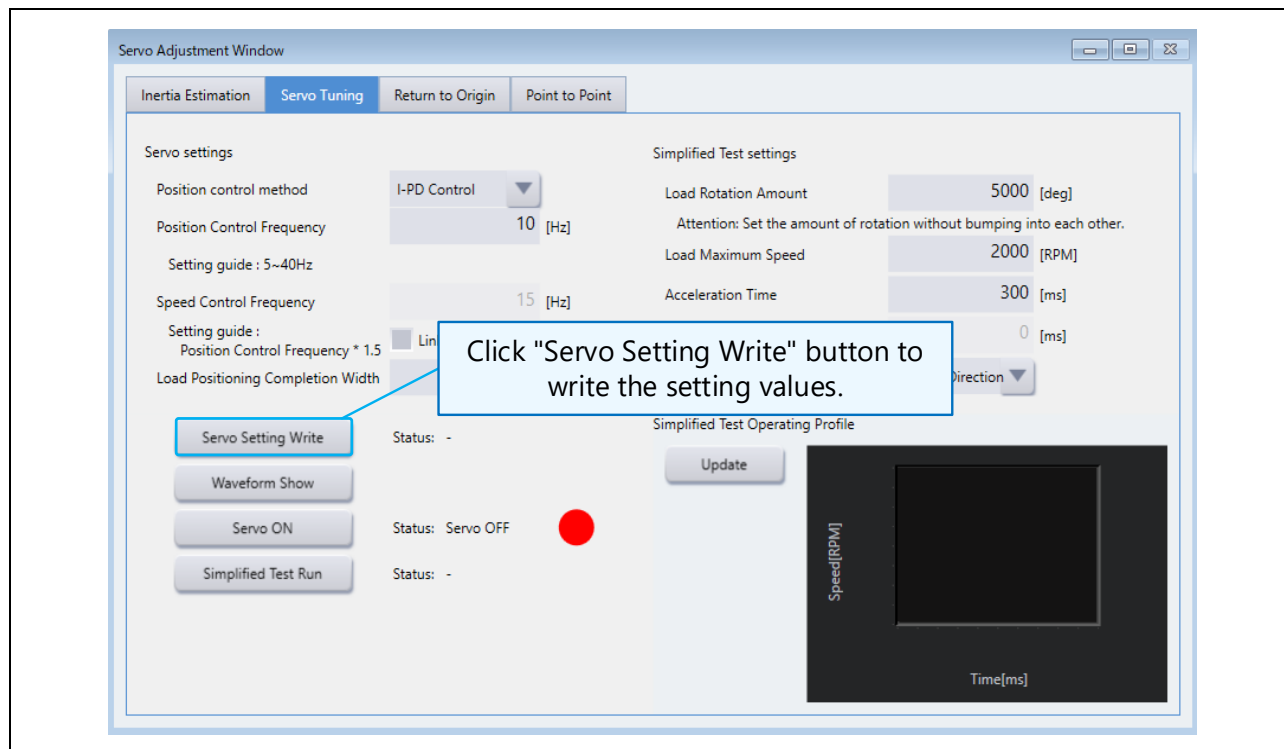 Servo Adjustment Window
Inertia Estimation
Servo Tuning
Return to Origin
Point to Point
Servo settings
Position control method
I-PD Control
Position Control Frequency
10 [Hz]
Setting guide : 5~40Hz
Speed Control Frequency
15 [Hz]
Setting guide :
Position Control Frequency * 1.5
Load Positioning Completion Width
Simplified Test settings
Load Rotation Amount
5000 [deg]
Attention: Set the amount of rotation without bumping into each other.
Load Maximum Speed
2000 [RPM]
Acceleration Time
300 [ms]
0 [ms]
Click "Servo Setting Write" button to
write the setting values.
Servo Setting Write
Status: -
Waveform Show
Servo ON
Status: Servo OFF
Simplified Test Run
Status: -
Simplified Test Operating Profile
Update
Speed[RPM]
Time[ms]